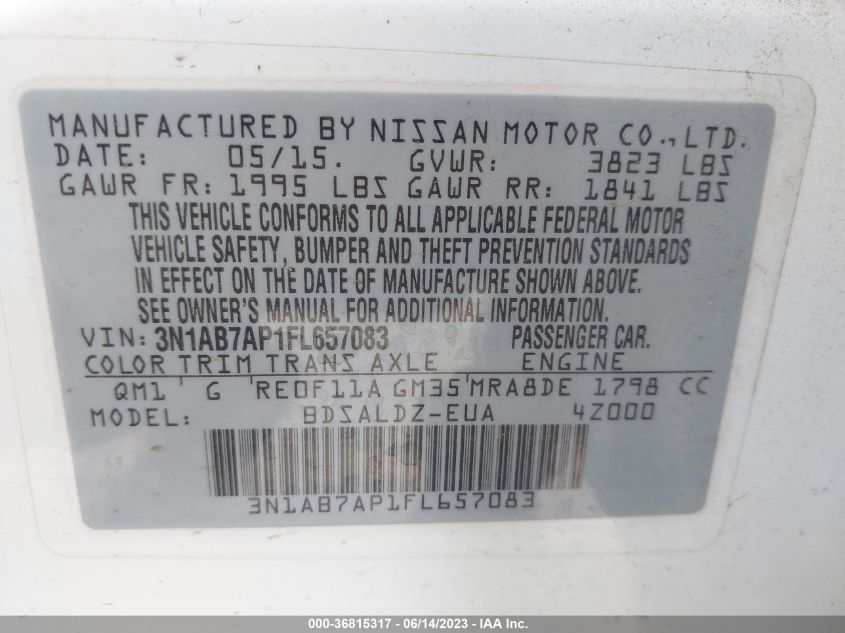 MANUFACTURED BY NISSAN MOTOR CO., LTD.
DATE: 05/15. GVWR: 3823 LBS
GAWR FR: 1995 LBS GAWR RR: 1841 LBS
THIS VEHICLE CONFORMS TO ALL APPLICABLE FEDERAL MOTOR
VEHICLE SAFETY, BUMPER AND THEFT PREVENTION STANDARDS
IN EFFECT ON THE DATE OF MANUFACTURE SHOWN ABOVE.
SEE OWNER'S MANUAL FOR ADDITIONAL INFORMATION.
VIN: 3N1AB7AP1FL657083 PASSENGER CAR.
COLOR TRIM TRANS AXLE ENGINE
QM1 G RE0F11A GM35 MRA8DE 1798 CC
MODEL: BDSALDZ-EUA 4Z000
3N1AB7AP1FL657083
000-36815317 - 06/14/2023 - IAA Inc.